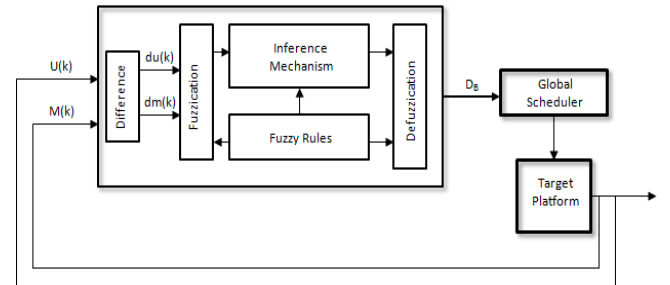 U(k)
M(k)
Difference
du(k)
dm(k)
Fuzzication
Inference
Mechanism
Fuzzy Rules
Defuzzication
D_B
Global
Scheduler
Target
Platform